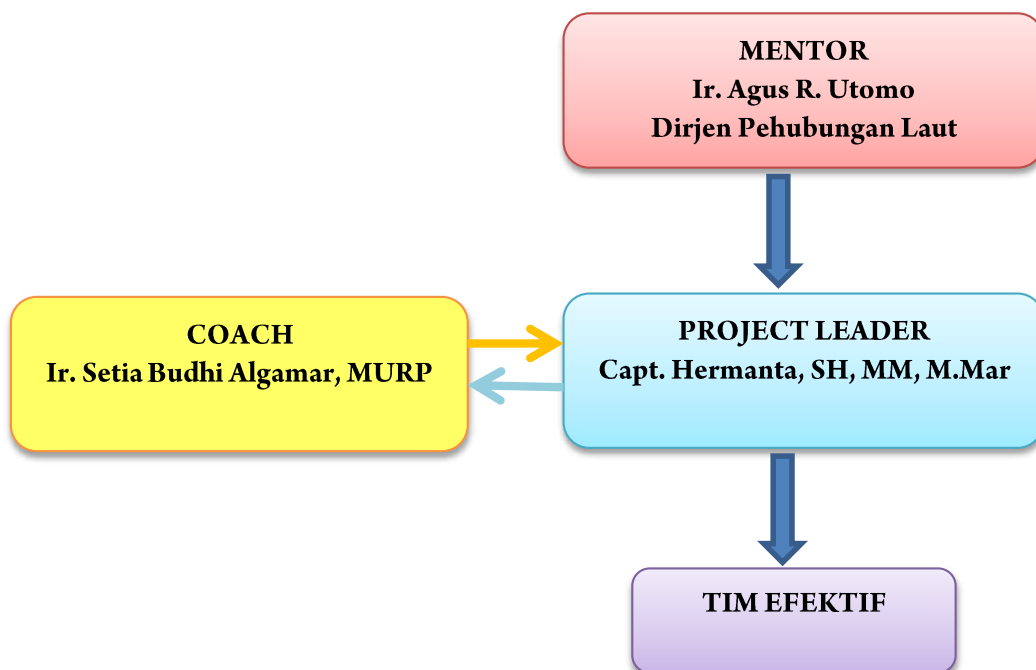 MENTOR
Ir. Agus R. Utomo
Dirjen Pehubungan Laut
COACH
Ir. Setia Budhi Algamar, MURP
PROJECT LEADER
Capt. Hermanta, SH, MM, M.Mar
TIM EFEKTIF